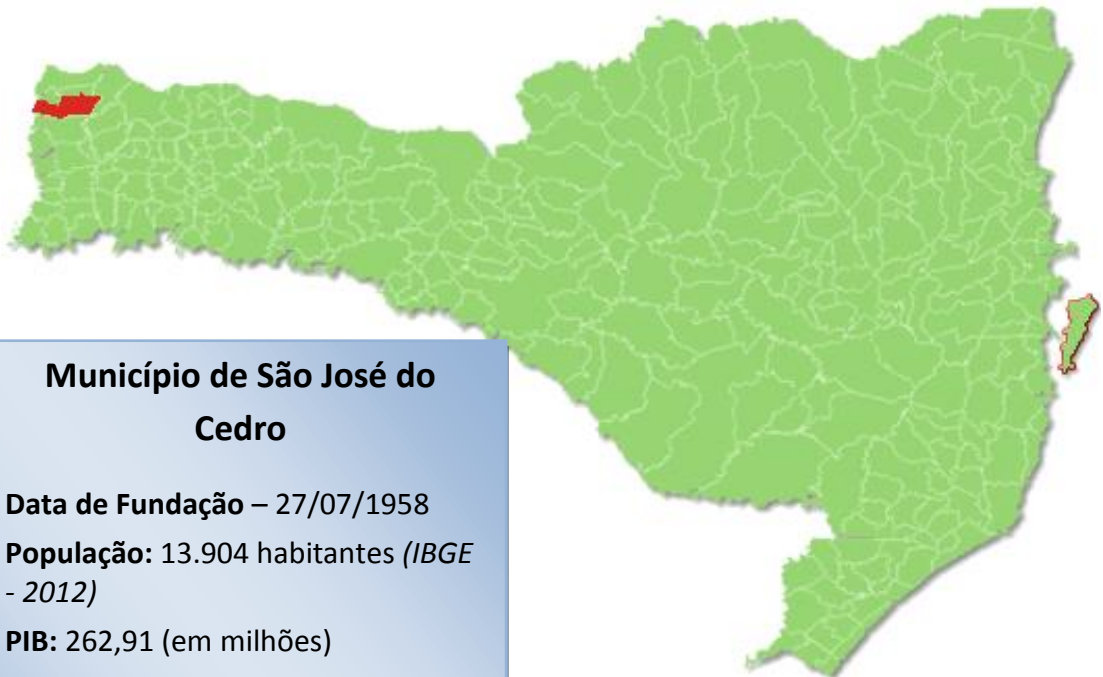 Município de São José do
Cedro
Data de Fundação – 27/07/1958
População: 13.904 habitantes (IBGE
- 2012)
PIB: 262,91 (em milhões)